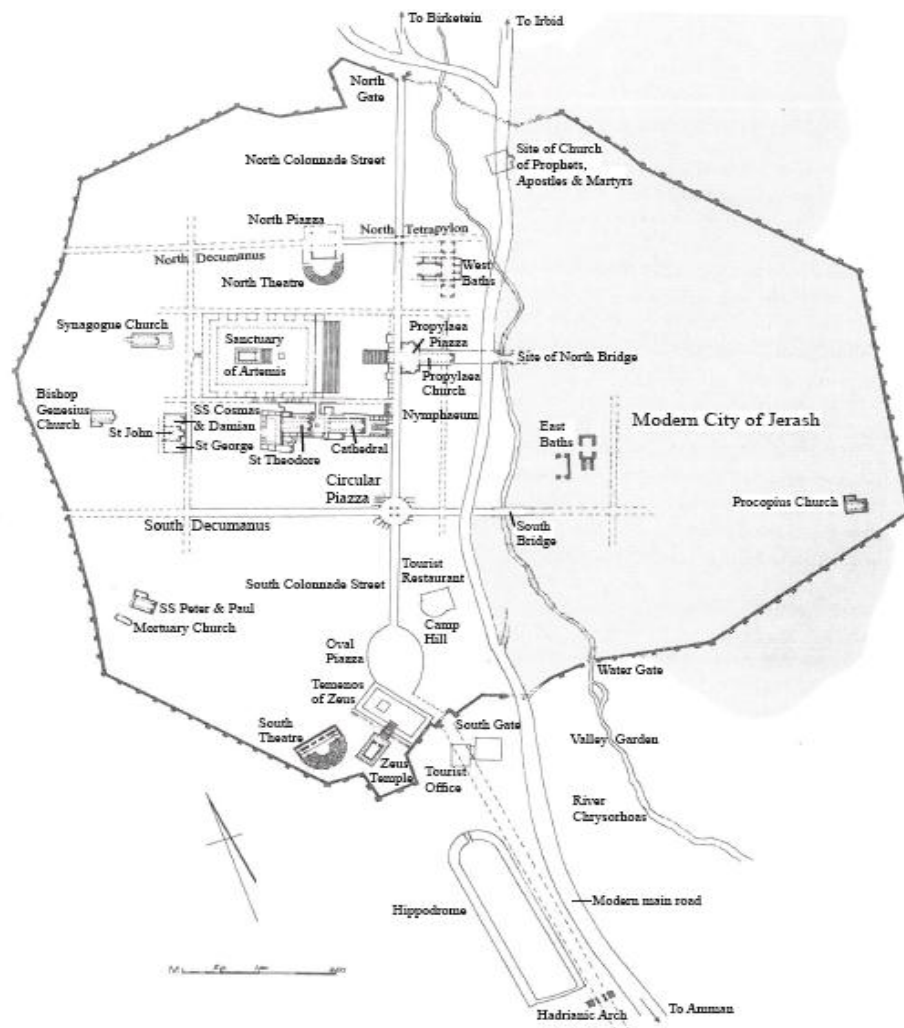 To Birketein
To Irbid
North
Gate
North Colonnade Street
Site of Church
of Prophets,
Apostles & Martyrs
North Piazza
North Tetrapylon
North Decumanus
North Theatre
West
Baths
Synagogue Church
Sanctuary
of Artemis
Propylaea
Piazza
Site of North Bridge
Propylaea
Church
Bishop
Genesius
Church
SS Cosmas
& Damian
St John
St George
St Theodore
Cathedral
Nymphaeum
Modern City of Jerash
East
Baths
Circular
Piazza
Procopius Church
South Decumanus
South
Bridge
South Colonnade Street
Tourist
Restaurant
SS Peter & Paul
Mortuary Church
Camp
Hill
Oval
Piazza
Water Gate
Temenos
of Zeus
South
Theatre
South Gate
Valley Garden
Zeus
Temple
Tourist
Office
River
Chrysorhoas
Hippodrome
Modern main road
To Amman
Hadrianic Arch